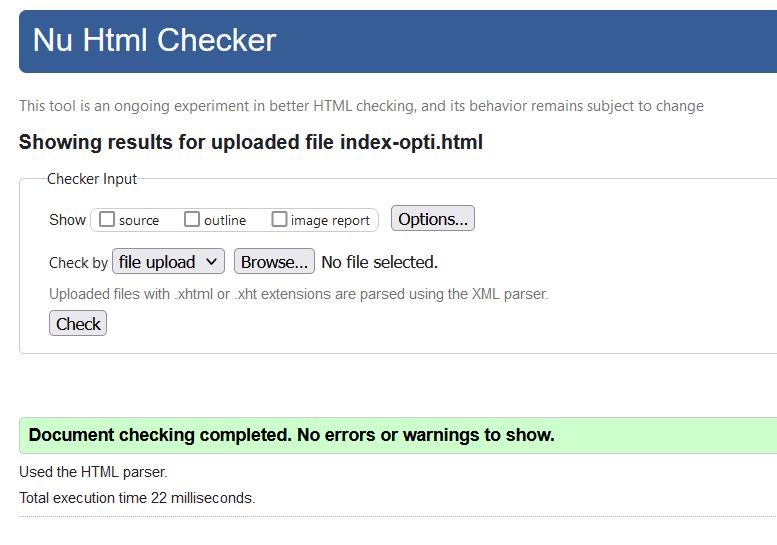 Nu Html Checker
This tool is an ongoing experiment in better HTML checking, and its behavior remains subject to change
Showing results for uploaded file index-opti.html
Checker Input
Show source outline image report Options...
Check by file upload Browse... No file selected.
Uploaded files with .xhtml or .xht extensions are parsed using the XML parser.
Check
Document checking completed. No errors or warnings to show.
Used the HTML parser.
Total execution time 22 milliseconds.